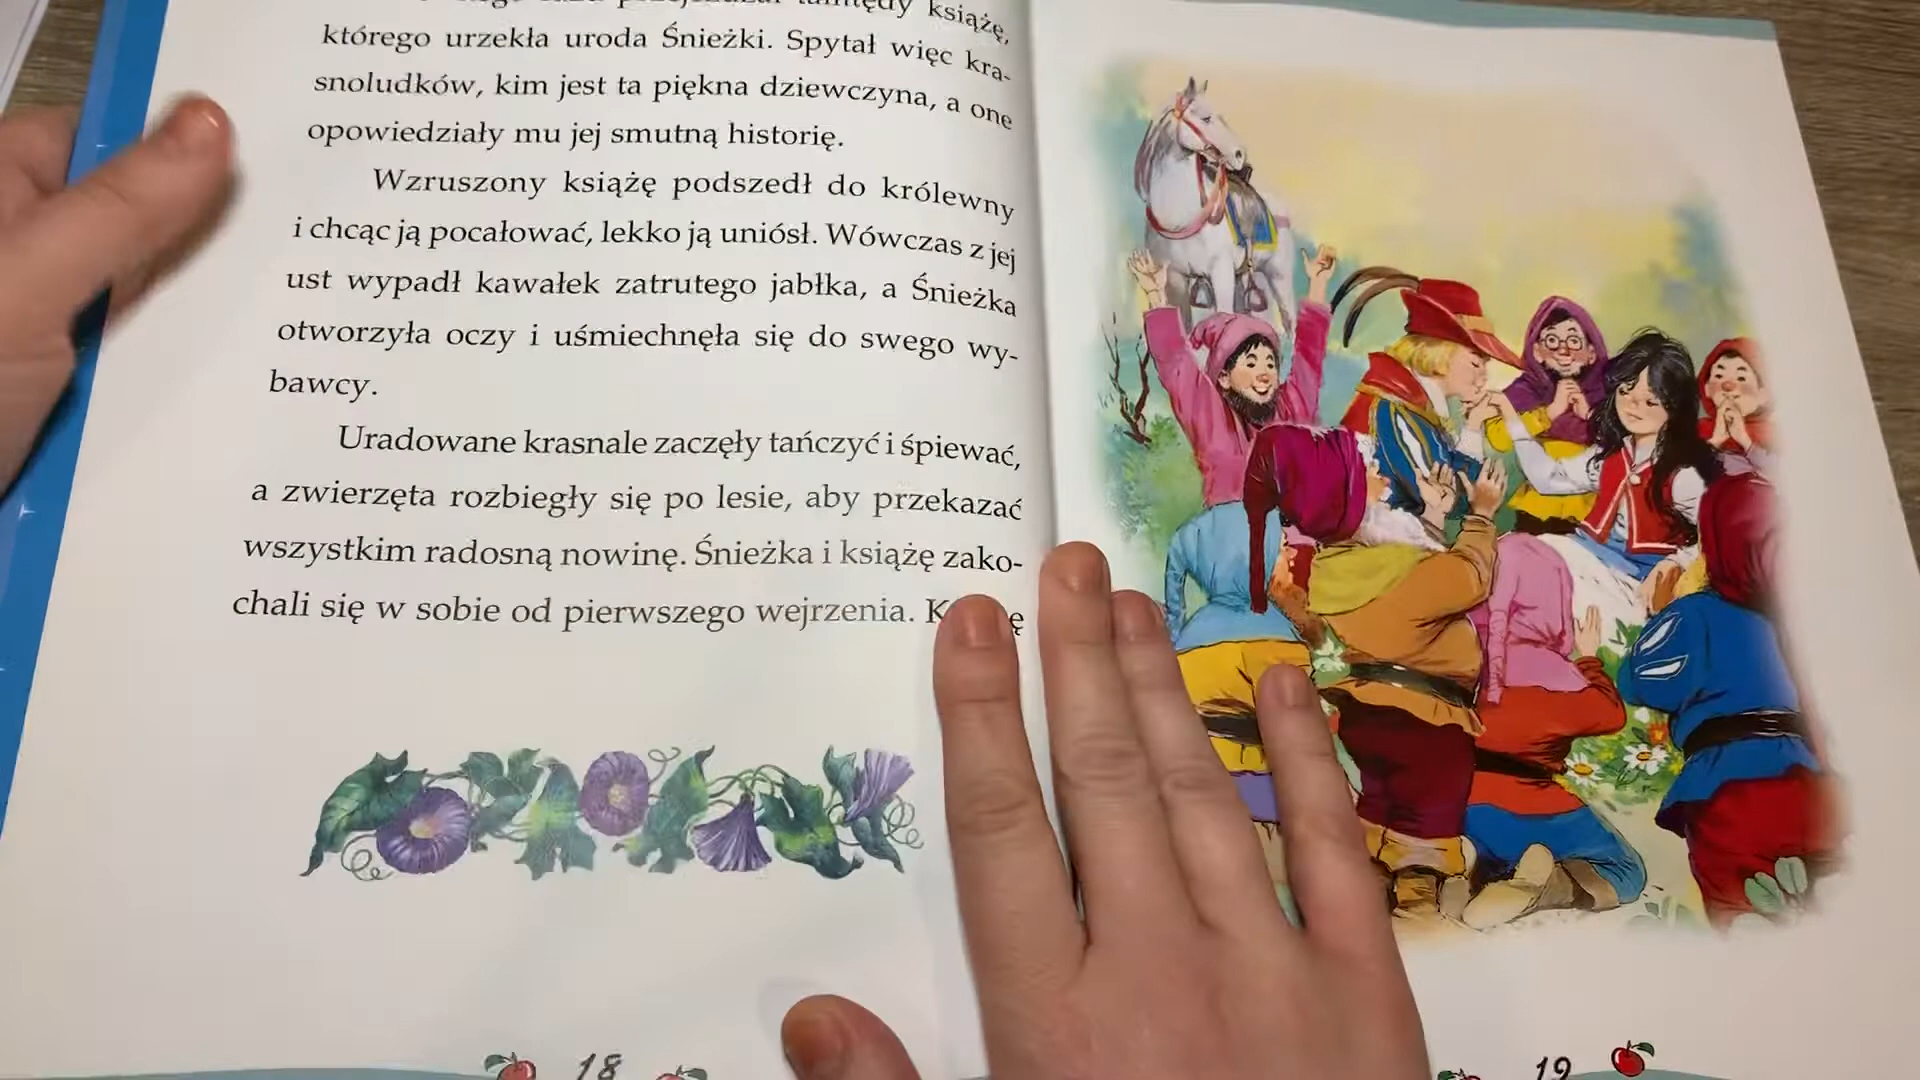 książę,
którego urzekła uroda Śnieżki. Spytał więc kra-
snoludków, kim jest ta piękna dziewczyna, a one
opowiedziały mu jej smutną historię.
Wzruszony książę podszedł do królewny
i chcąc ją pocałować, lekko ją uniósł. Wówczas z jej
ust wypadł kawałek zatrutego jabłka, a Śnieżka
otworzyła oczy i uśmiechnęła się do swego wy-
bawcy.
Uradowane krasnale zaczęły tańczyć i śpiewać,
a zwierzęta rozbiegły się po lesie, aby przekazać
wszystkim radosną nowinę. Śnieżka i książę zako-
chali się w sobie od pierwszego wejrzenia.
18
19